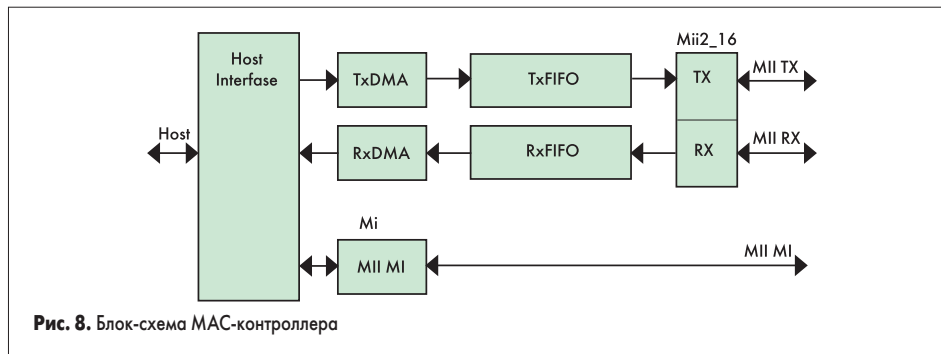 Mii2_16
Host
Interfase
TxDMA
TxFIFO
TX
MII TX
Host
RxDMA
RxFIFO
RX
MII RX
Mi
MII MI
MII MI
Рис. 8. Блок-схема MAC-контроллера